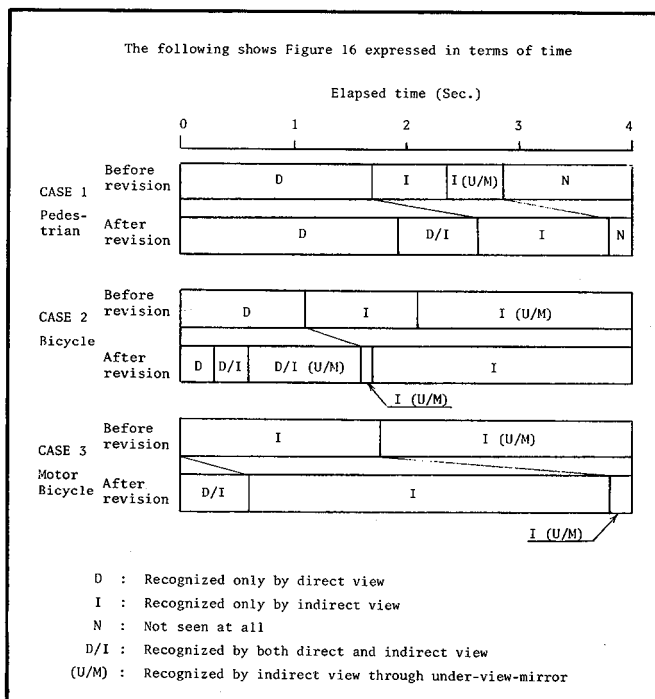 The following shows Figure 16 expressed in terms of time
Elapsed time (Sec.)
0 1 2 3 4
CASE 1
Pedes-
trian
Before
revision
D I I (U/M) N
After
revision
D D/I I N
CASE 2
Bicycle
Before
revision
D I I (U/M)
After
revision
D D/I D/I (U/M) I
I (U/M)
CASE 3
Motor
Bicycle
Before
revision
I I (U/M)
After
revision
D/I I
I (U/M)
D : Recognized only by direct view
I : Recognized only by indirect view
N : Not seen at all
D/I : Recognized by both direct and indirect view
(U/M) : Recognized by indirect view through under-view-mirror